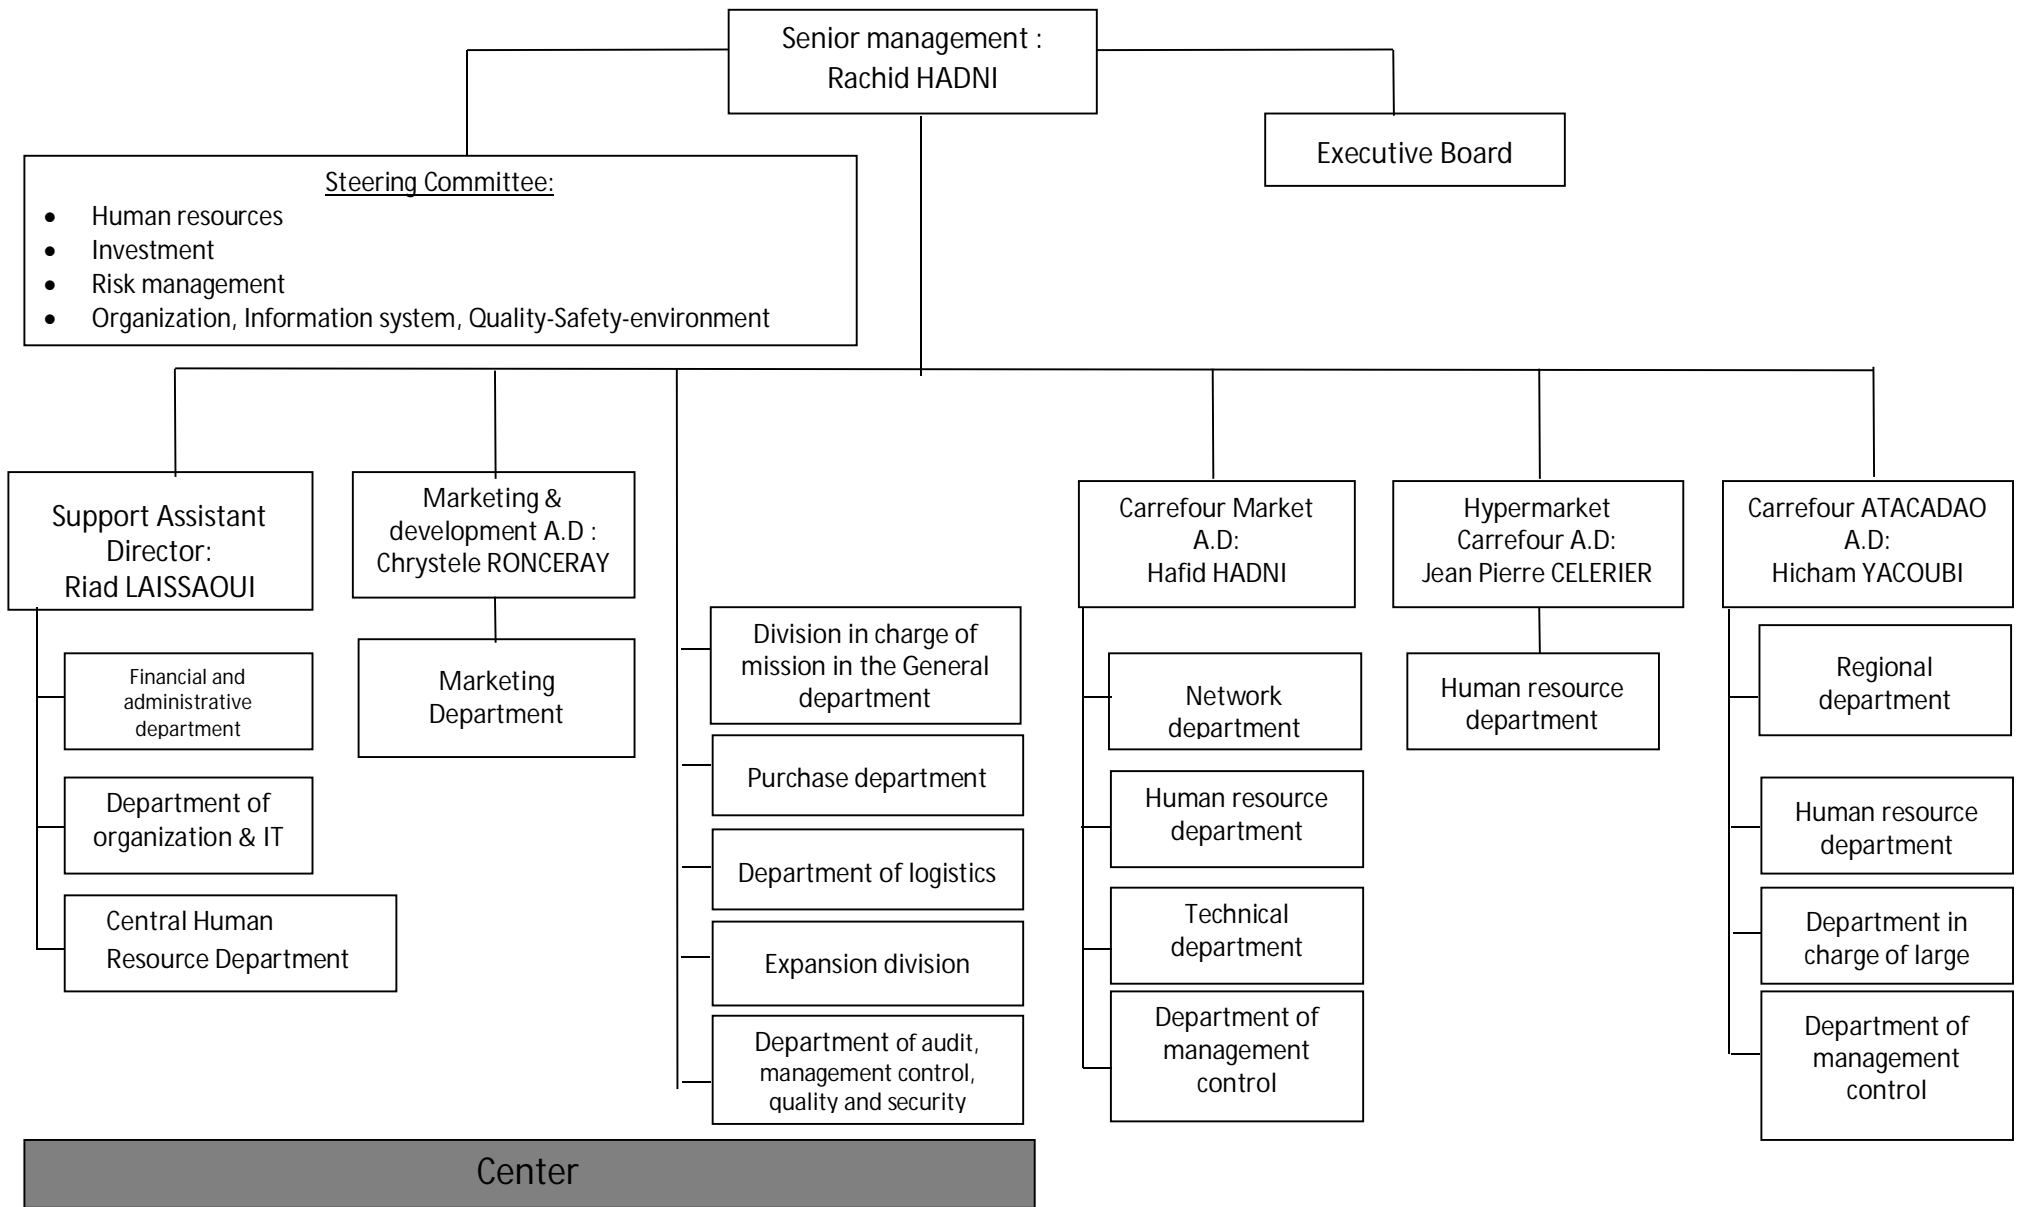 Senior management :
Rachid HADNI
Executive Board
Steering Committee:
• Human resources
• Investment
• Risk management
• Organization, Information system, Quality-Safety-environment
Support Assistant
Director:
Riad LAISSAOUI
Financial and
administrative
department
Department of
organization & IT
Central Human
Resource Department
Marketing &
development A.D :
Chrystele RONCERAY
Marketing
Department
Division in charge of
mission in the General
department
Purchase department
Department of logistics
Expansion division
Department of audit,
management control,
quality and security
Carrefour Market
A.D:
Hafid HADNI
Network
department
Human resource
department
Technical
department
Department of
management
control
Hypermarket
Carrefour A.D:
Jean Pierre CELERIER
Human resource
department
Carrefour ATACADAO
A.D:
Hicham YACOUBI
Regional
department
Human resource
department
Department in
charge of large
Department of
management
control
Center